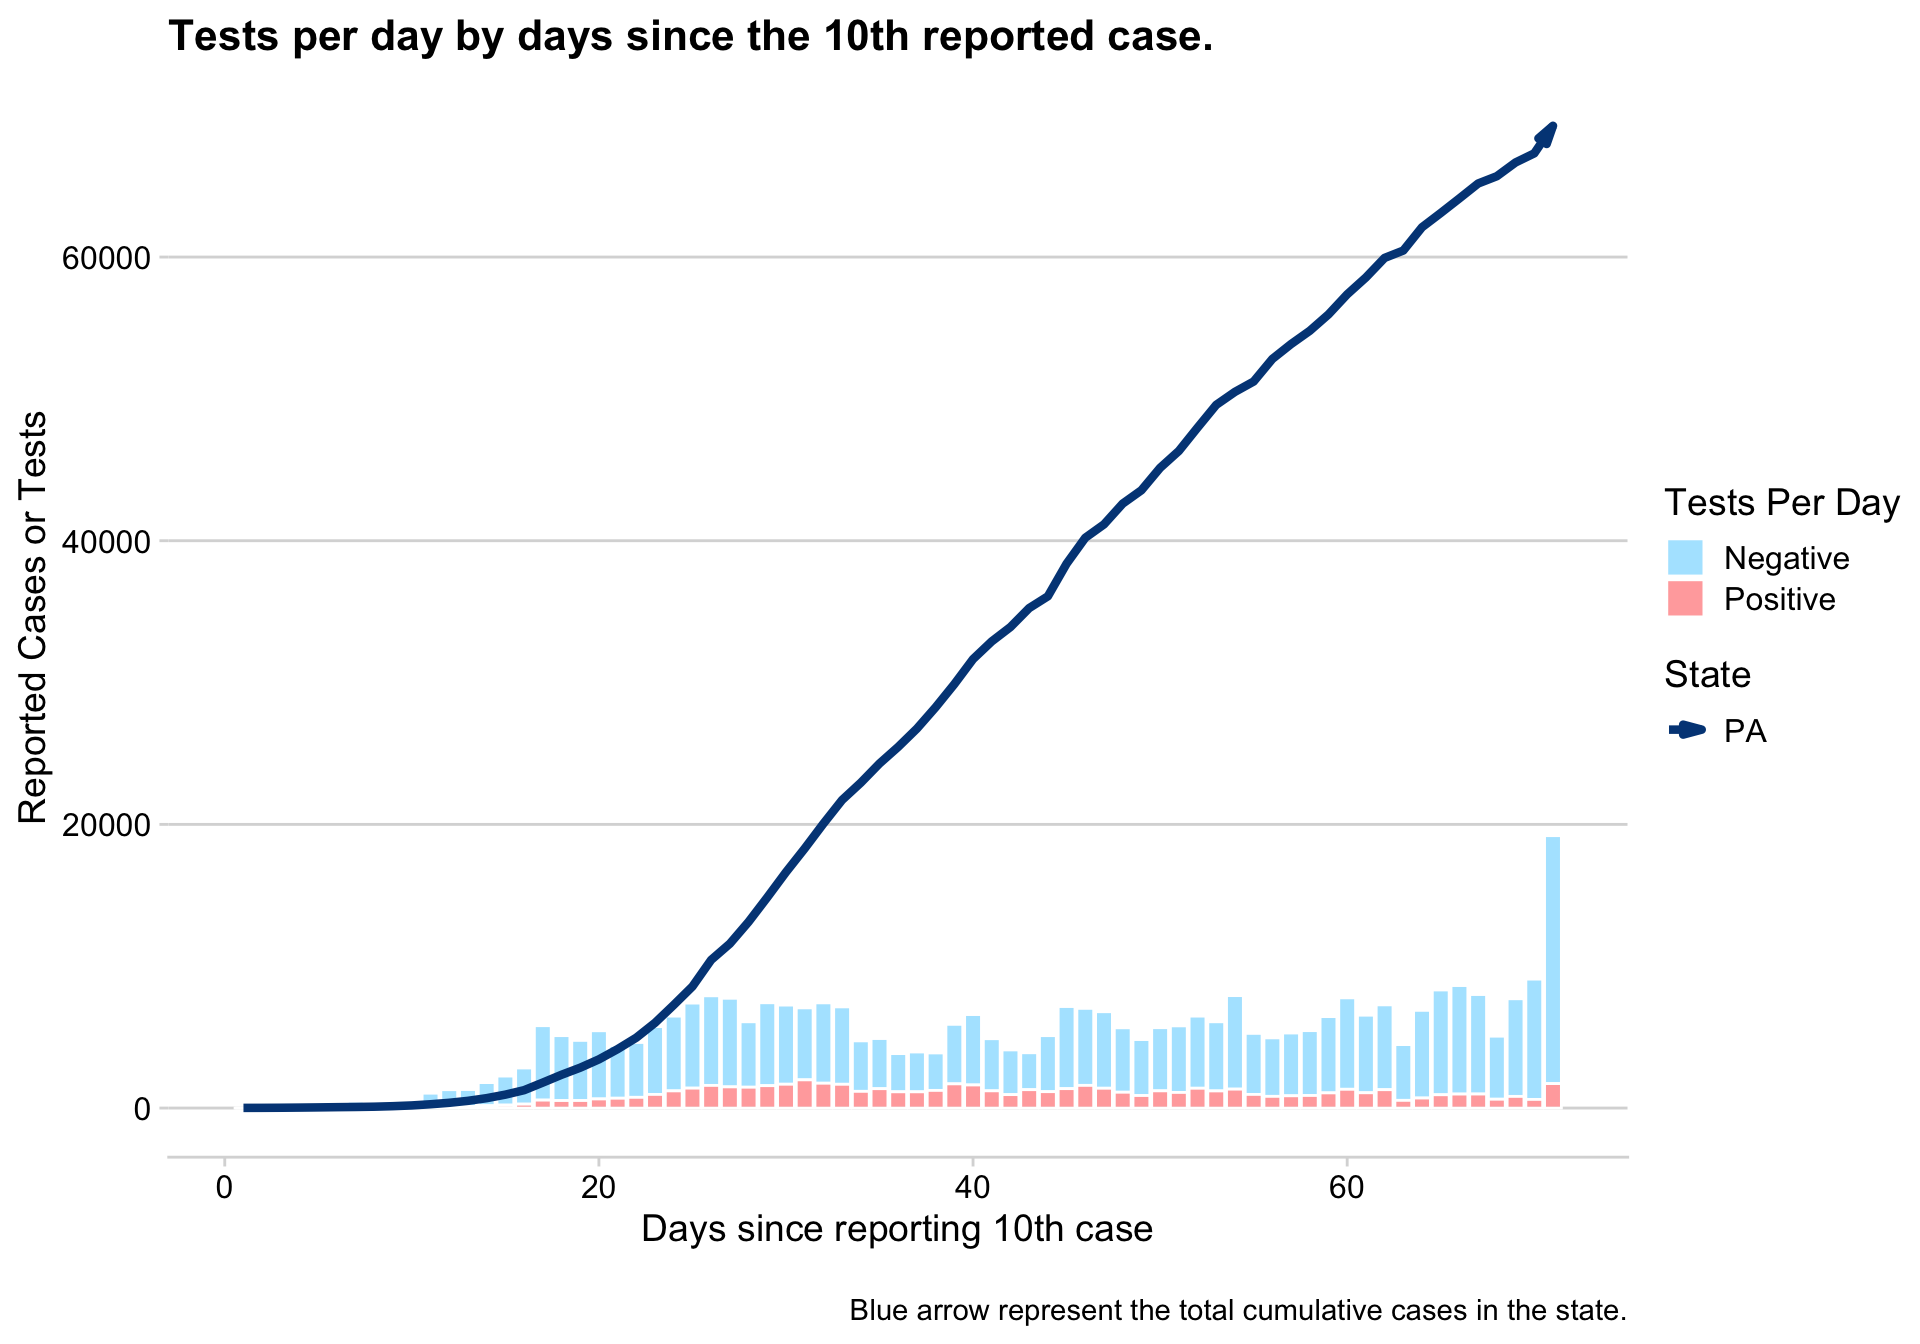 Tests per day by days since the 10th reported case.
60000
40000
20000
0
Reported Cases or Tests
0
20
40
60
Days since reporting 10th case
Tests Per Day
Negative
Positive
State
PA
Blue arrow represent the total cumulative cases in the state.